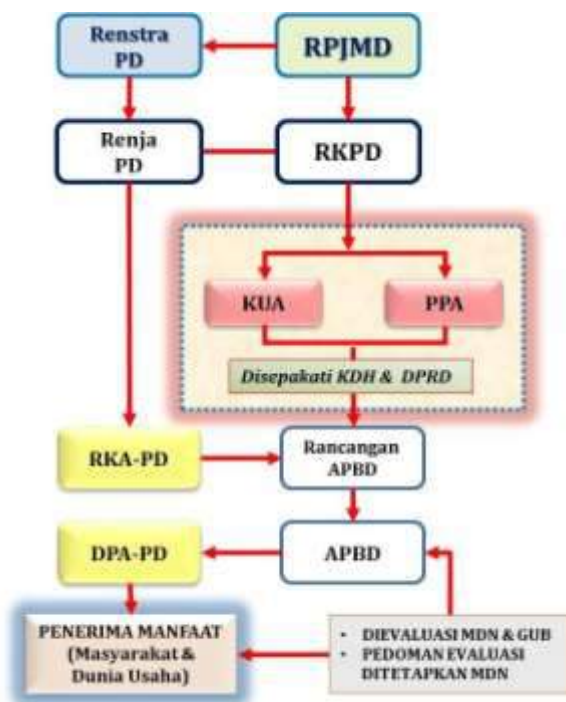 Renstra
PD
RPJMD
Renja
PD
RKPD
KUA
PPA
Disepakati KDH & DPRD
RKA-PD
Rancangan
APBD
DPA-PD
APBD
PENERIMA MANFAAT
(Masyarakat &
Dunia Usaha)
• DIEVALUASI MDN & GUB
• PEDOMAN EVALUASI
DITETAPKAN MDN